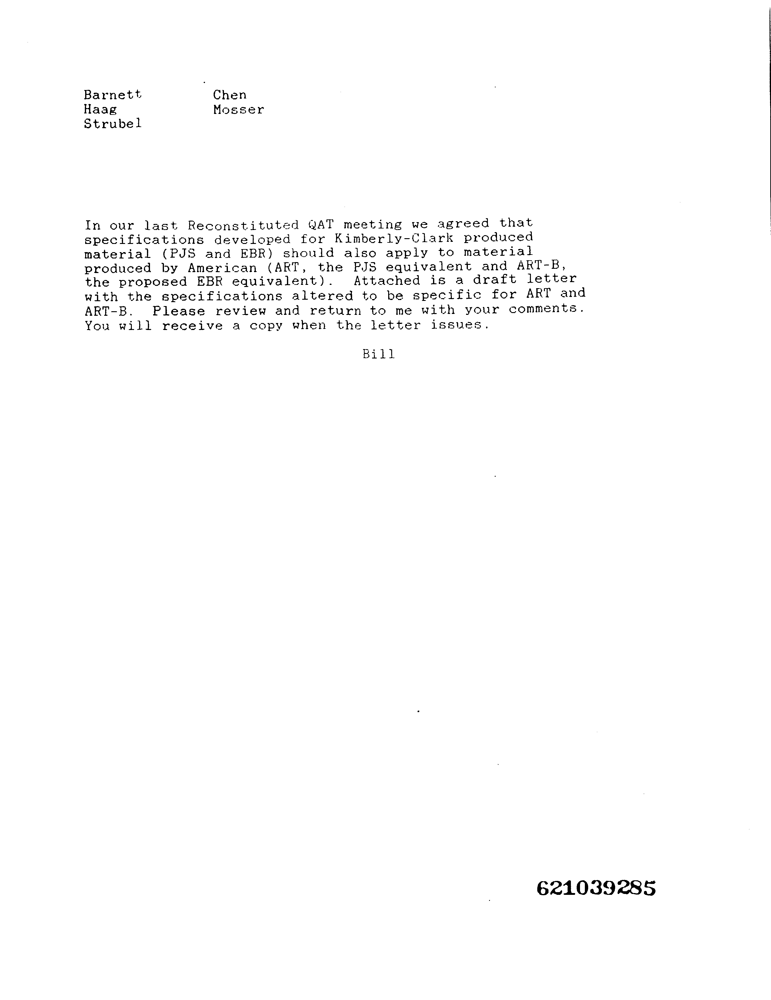 Barnett Chen
Haag Mosser
Strubel
In our last Reconstituted QAT meeting we agreed that
specifications developed for Kimberly-Clark produced
material (PJS and EBR) should also apply to material
produced by American (ART, the PJS equivalent and ART-B,
the proposed EBR equivalent). Attached is a draft letter
with the specifications altered to be specific for ART and
ART-B. Please review and return to me with your comments.
You will receive a copy when the letter issues.
Bill
621039285